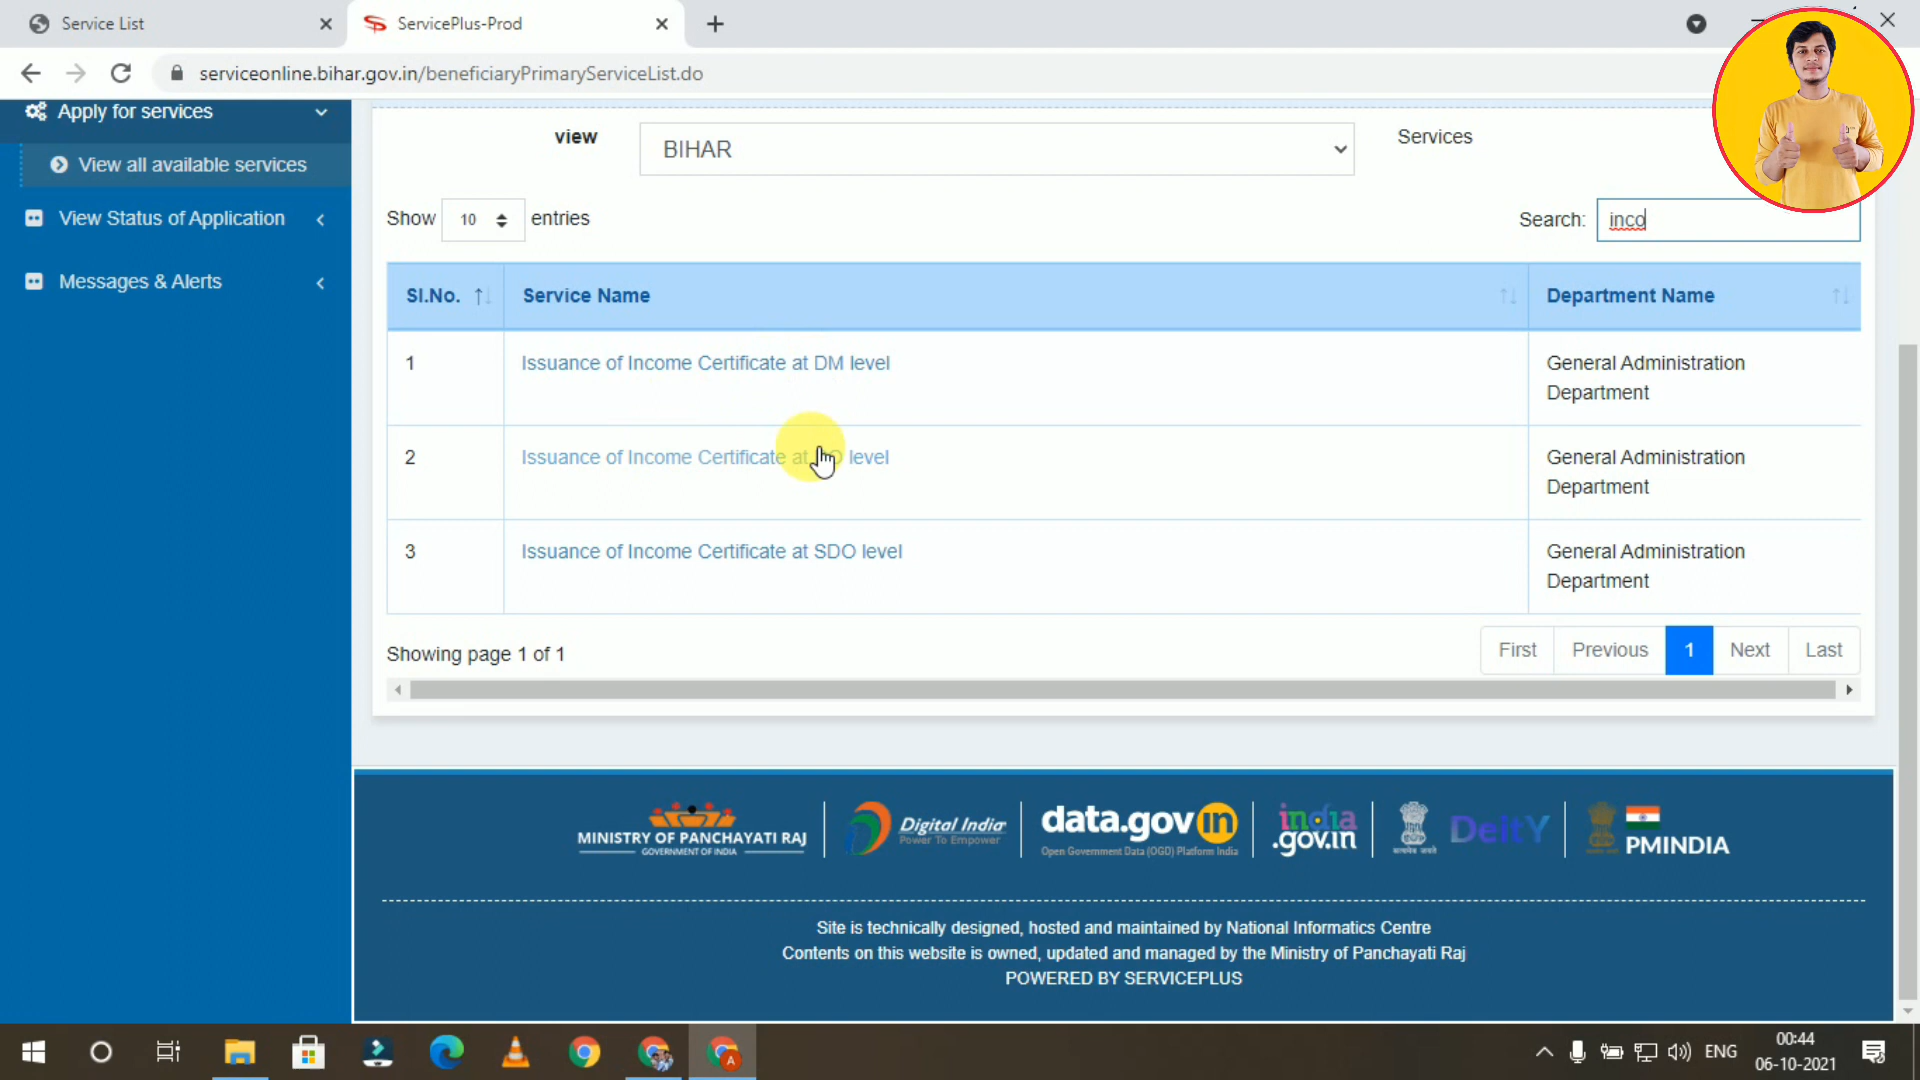 Service List
ServicePlus-Prod
serviceonline.bihar.gov.in/beneficiaryPrimaryServiceList.do
Apply for services
View all available services
View Status of Application
Messages & Alerts
view
BIHAR
Services
Show 10 entries
Search: inco
Sl.No.
Service Name
Department Name
1
Issuance of Income Certificate at DM level
General Administration
Department
2
Issuance of Income Certificate at level
General Administration
Department
3
Issuance of Income Certificate at SDO level
General Administration
Department
Showing page 1 of 1
First Previous 1 Next Last
MINISTRY OF PANCHAYATI RAJ
GOVERNMENT OF INDIA
Digital India
Power To Empower
data.gov in
Open Government Data (OGD) Platform India
india
.gov.in
सत्यमेव जयते
DeitY
PMINDIA
Site is technically designed, hosted and maintained by National Informatics Centre
Contents on this website is owned, updated and managed by the Ministry of Panchayati Raj
POWERED BY SERVICEPLUS
A
ENG
00:44
06-10-2021